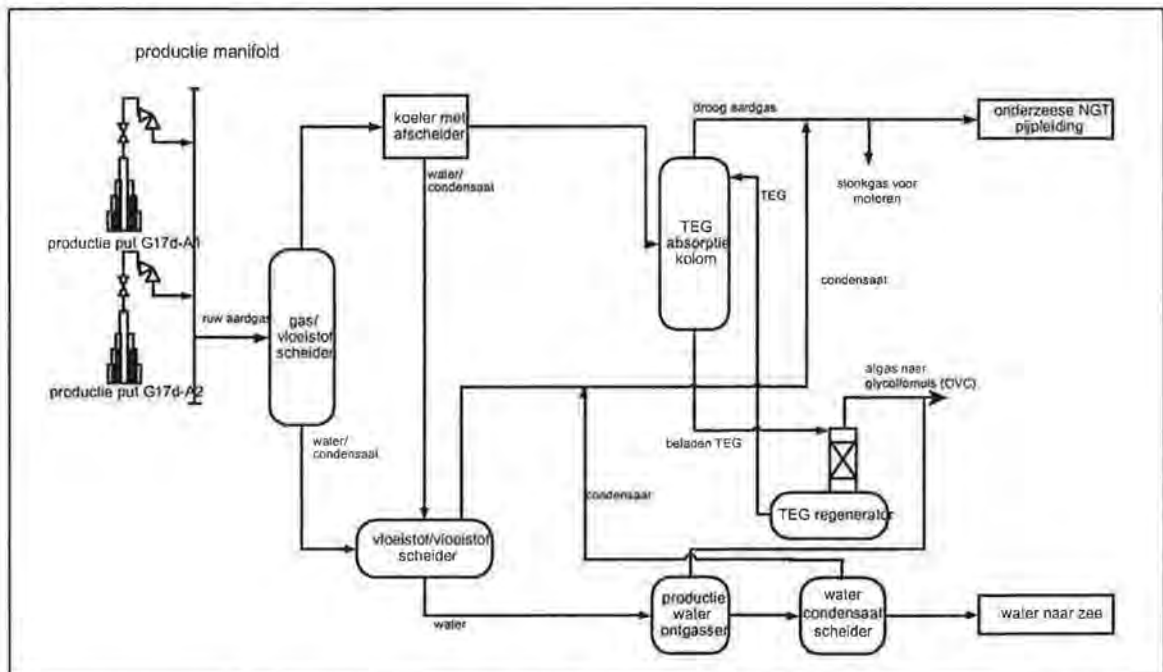 productie manifold
koeler met
afscheider
droog aardgas
onderzeese NGT
pijpleiding
water/
condensaat
TEG
stookgas voor
motoren
TEG
absorptie
kolom
productie put G17d-A1
condensaat
ruw aardgas
gas/
vloeistof
scheider
productie put G17d-A2
afgas naar
glycolfornuis (OVC)
water/
condensaat
beladen TEG
condensaat
TEG regenerator
vloeistof/vloeistof
scheider
productie
water
ontgasser
water
condensaat
scheider
water naar zee
water